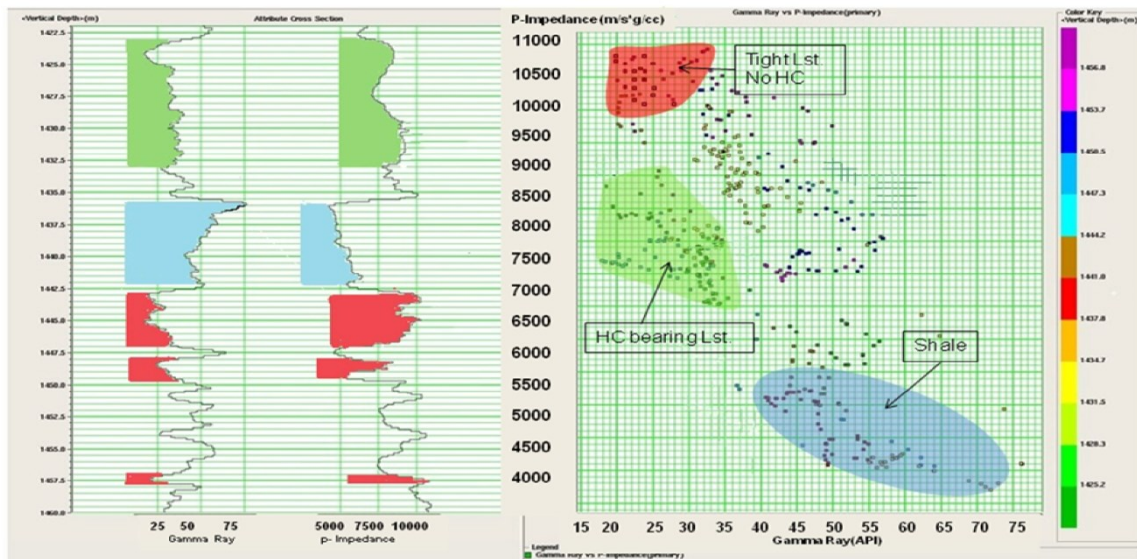 <Vertical Depth>(m)
Attribute Cross Section
1422.5
1425.0
1427.5
1430.0
1432.5
1435.0
1437.5
1440.0
1442.5
1445.0
1447.5
1450.0
1452.5
1455.0
1457.5
1460.0
25 50 75
Gamma Ray
5000 7500 10000
p- Impedance
P-Impedance (m/s*g/cc)
11000
10500
10000
9500
9000
8500
8000
7500
7000
6500
6000
5500
5000
4500
4000
Gamma Ray vs P-Impedance(primary)
Tight Lst
No HC
HC bearing Lst.
Shale
15 20 25 30 35 40 45 50 55 60 65 70 75
Gamma Ray(API)
Legend
Gamma Ray vs P-Impedance(primary)
Color Key
<Vertical Depth>(m)
1456.8
1453.7
1450.5
1447.3
1444.2
1437.8
1434.7
1431.5
1428.3
1425.2